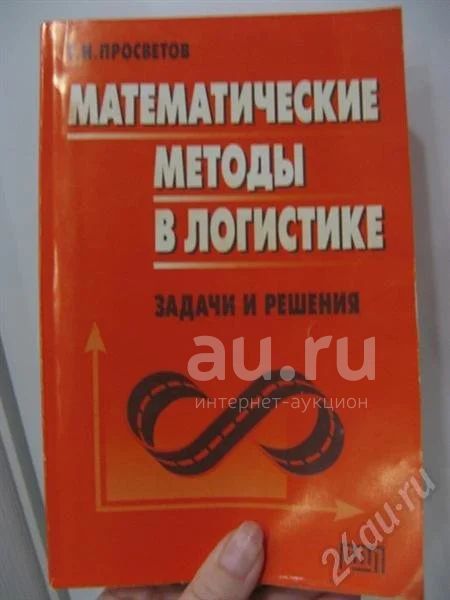 Г.И. ПРОСВЕТОВ
МАТЕМАТИЧЕСКИЕ
МЕТОДЫ
В ЛОГИСТИКЕ
ЗАДАЧИ И РЕШЕНИЯ
au.ru
интернет-аукцион
24au.ru